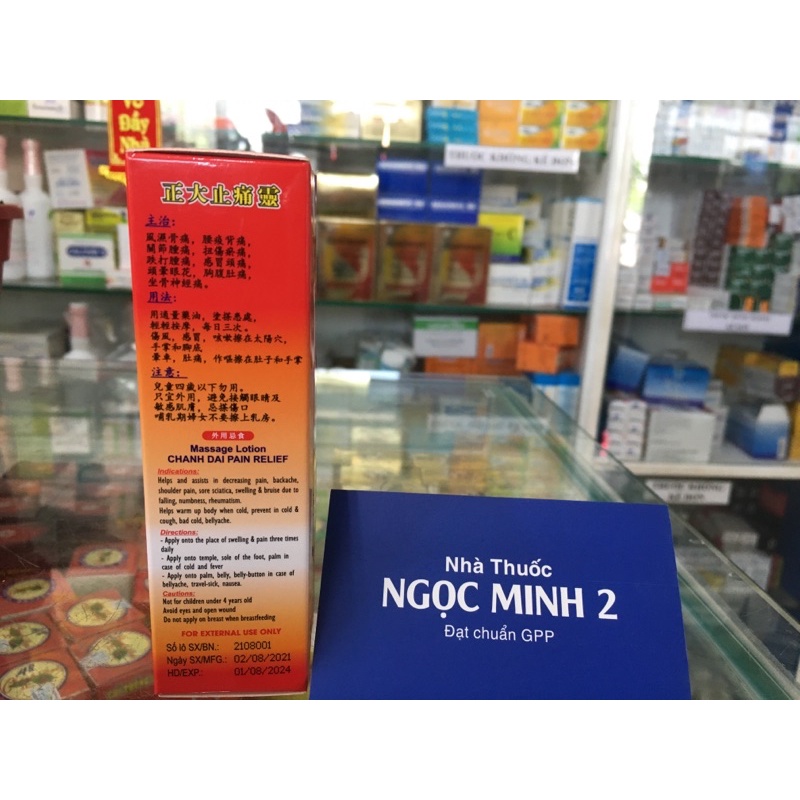 Đầy
Nhà
THUỐC KHÔNG KÊ ĐƠN
正大止痛靈
主治:
風濕骨痛, 腰痠背痛,
關節腫痛, 扭傷瘀痛,
跌打腫痛, 感冒頭痛,
頭暈眼花, 胸腹肚痛,
坐骨神經痛。
用法:
用適量藥油, 塗搽患處,
輕輕按摩, 每日三次。
傷風, 感冒, 咳嗽擦在太陽穴,
手掌和腳底
暈車, 肚痛, 作嘔擦在肚子和手掌
注意:
兒童四歲以下勿用。
只宜外用, 避免接觸眼睛及
敏感肌膚, 忌搽傷口
哺乳期婦女不要擦上乳房。
外用忌食
Massage Lotion
CHANH DAI PAIN RELIEF
Indications:
Helps and assists in decreasing pain, backache,
shoulder pain, sore sciatica, swelling & bruise due to
falling, numbness, rheumatism.
Helps warm up body when cold, prevent in cold &
cough, bad cold, bellyache.
Directions:
- Apply onto the place of swelling & pain three times
daily
- Apply onto temple, sole of the foot, palm in
case of cold and fever
- Apply onto palm, belly, belly-button in case of
bellyache, travel-sick, nausea.
Cautions:
Not for children under 4 years old
Avoid eyes and open wound
Do not apply on breast when breastfeeding
FOR EXTERNAL USE ONLY
Số lô SX/BN.: 2108001
Ngày SX/MFG.: 02/08/2021
HD/EXP.: 01/08/2024
THUỐC KHÔNG
KÊ ĐƠN
Nhà Thuốc
NGỌC MINH 2
Đạt chuẩn GPP